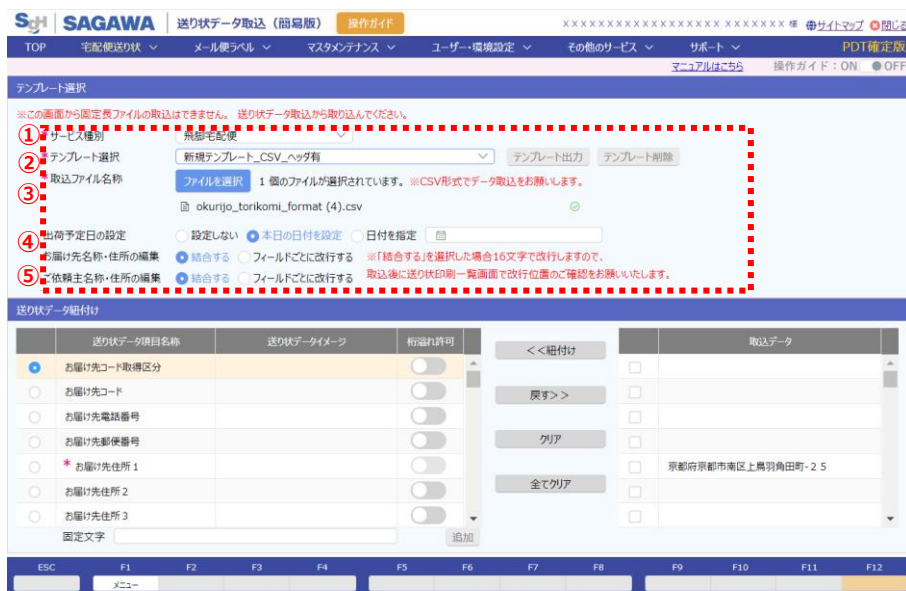 SGH SAGAWA 送り状データ取込（簡易版） 操作ガイド XXXXXXXXXXXXXXXXXXX XXXXXXX 様 サイトマップ 閉じる
TOP 宅配便送り状 メール便ラベル マスタメンテナンス ユーザー・環境設定 その他のサービス サポート PDT確定版
マニュアルはこちら 操作ガイド：ON OFF
テンプレート選択
※この画面から固定長ファイルの取込はできません。 送り状データ取込から取り込んでください。
① *サービス種別 飛脚宅配便
② *テンプレート選択 新規テンプレート_CSV_ヘッダ有 テンプレート出力 テンプレート削除
③ *取込ファイル名称 ファイルを選択 1 個のファイルが選択されています。 ※CSV形式でデータ取込をお願いします。
okurijo_torikomi_format (4).csv
④ 出荷予定日の設定 設定しない 本日の日付を設定 日付を指定
お届け先名称・住所の編集 結合する フィールドごとに改行する ※「結合する」を選択した場合16文字で改行しますので、
⑤ ご依頼主名称・住所の編集 結合する フィールドごとに改行する 取込後に送り状印刷一覧画面で改行位置のご確認をお願いいたします。
送り状データ紐付け
送り状データ項目名称 送り状データイメージ 桁溢れ許可 <<紐付け 取込データ
お届け先コード取得区分
お届け先コード 戻す>>
お届け先電話番号
お届け先郵便番号 クリア
* お届け先住所１ 京都府京都市南区上鳥羽角田町-２５
お届け先住所２ 全てクリア
お届け先住所３
固定文字 追加
ESC F1 F2 F3 F4 F5 F6 F7 F8 F9 F10 F11 F12
メニュー